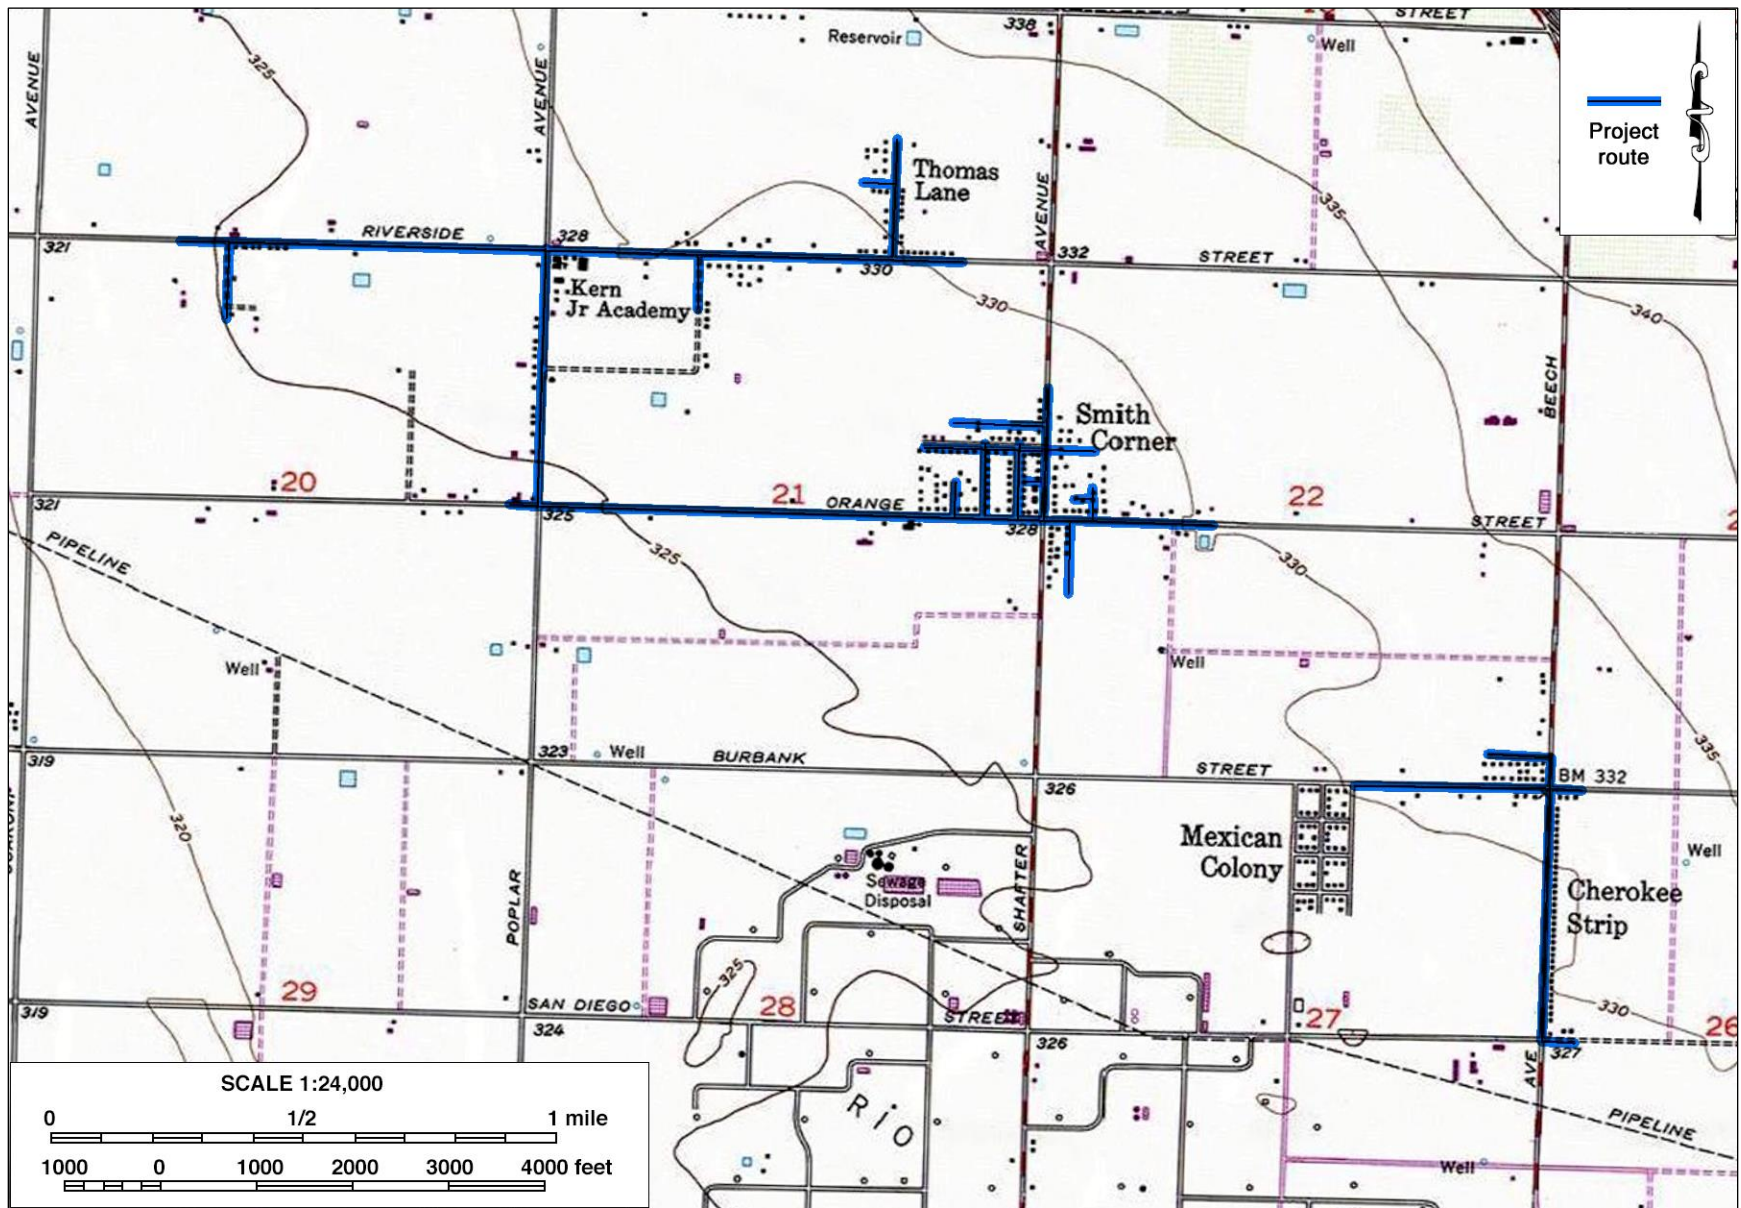 STREET
338
Reservoir
Well
AVENUE
325
AVENUE
Project
route
Thomas
Lane
AVENUE
335
RIVERSIDE
328
321
332
STREET
330
Kern
Jr Academy
330
340
BEECH
Smith
Corner
20
21
22
ORANGE
321
325
328
STREET
PIPELINE
325
330
Well
Well
335
323
Well
BURBANK
STREET
BM 332
319
326
320
Mexican
Colony
Well
SHAFTER
Sewage
Disposal
Cherokee
Strip
POPLAR
325
29
28
27
26
330
SAN DIEGO
STREET
319
324
326
327
AVE
RIO
PIPELINE
Well
SCALE 1:24,000
0 1/2 1 mile
1000 0 1000 2000 3000 4000 feet